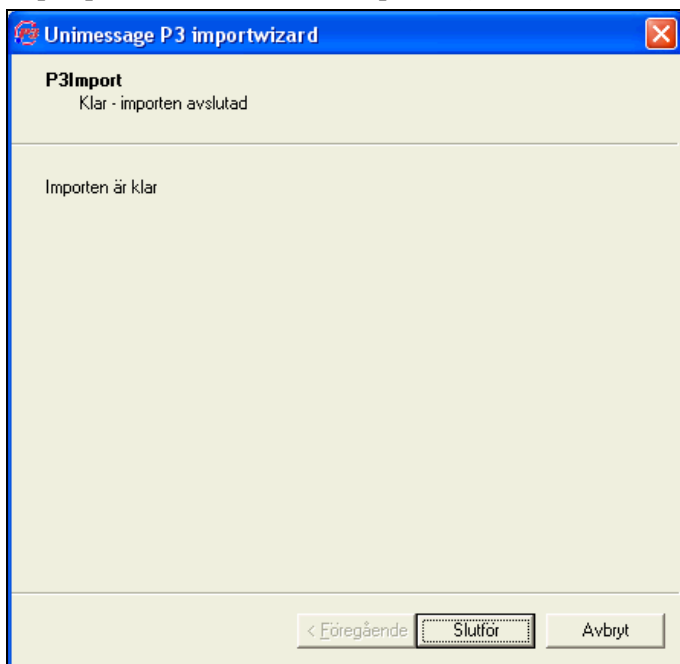 Unimessage P3 importwizard
P3Import
Klar - importen avslutad
Importen är klar
< Föregående
Slutför
Avbryt